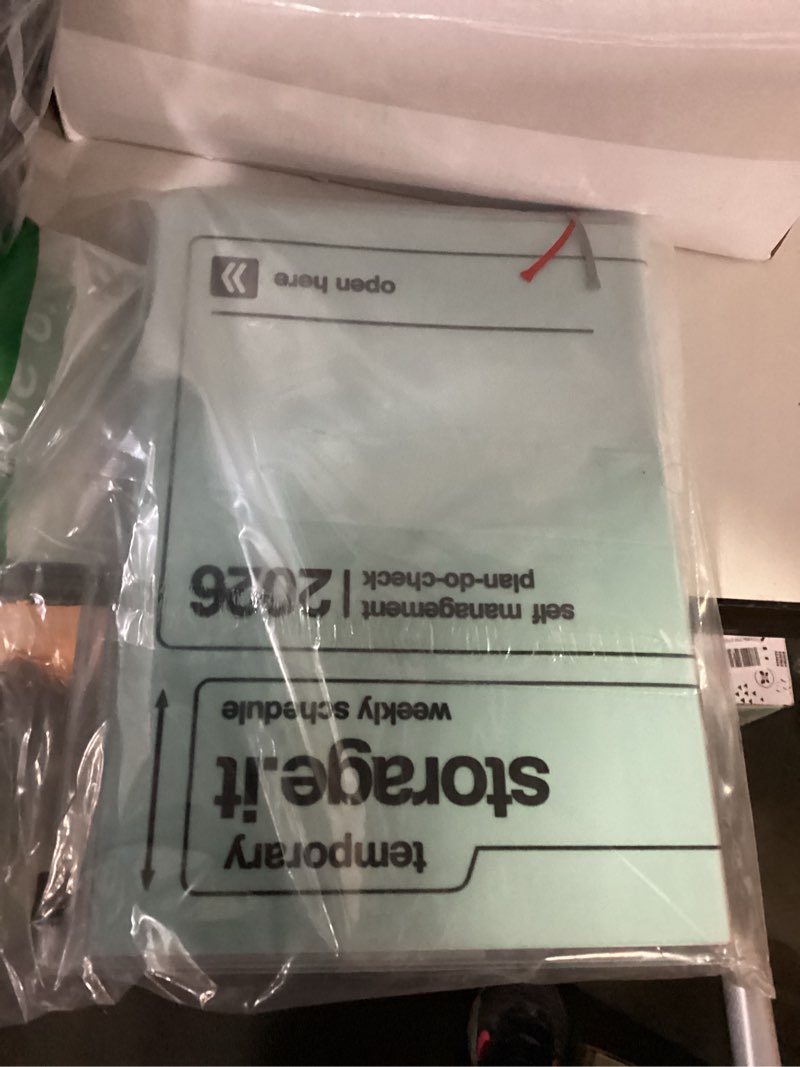 temporary
storage.it
weekly schedule
self management
plan-do-check
2026
open here